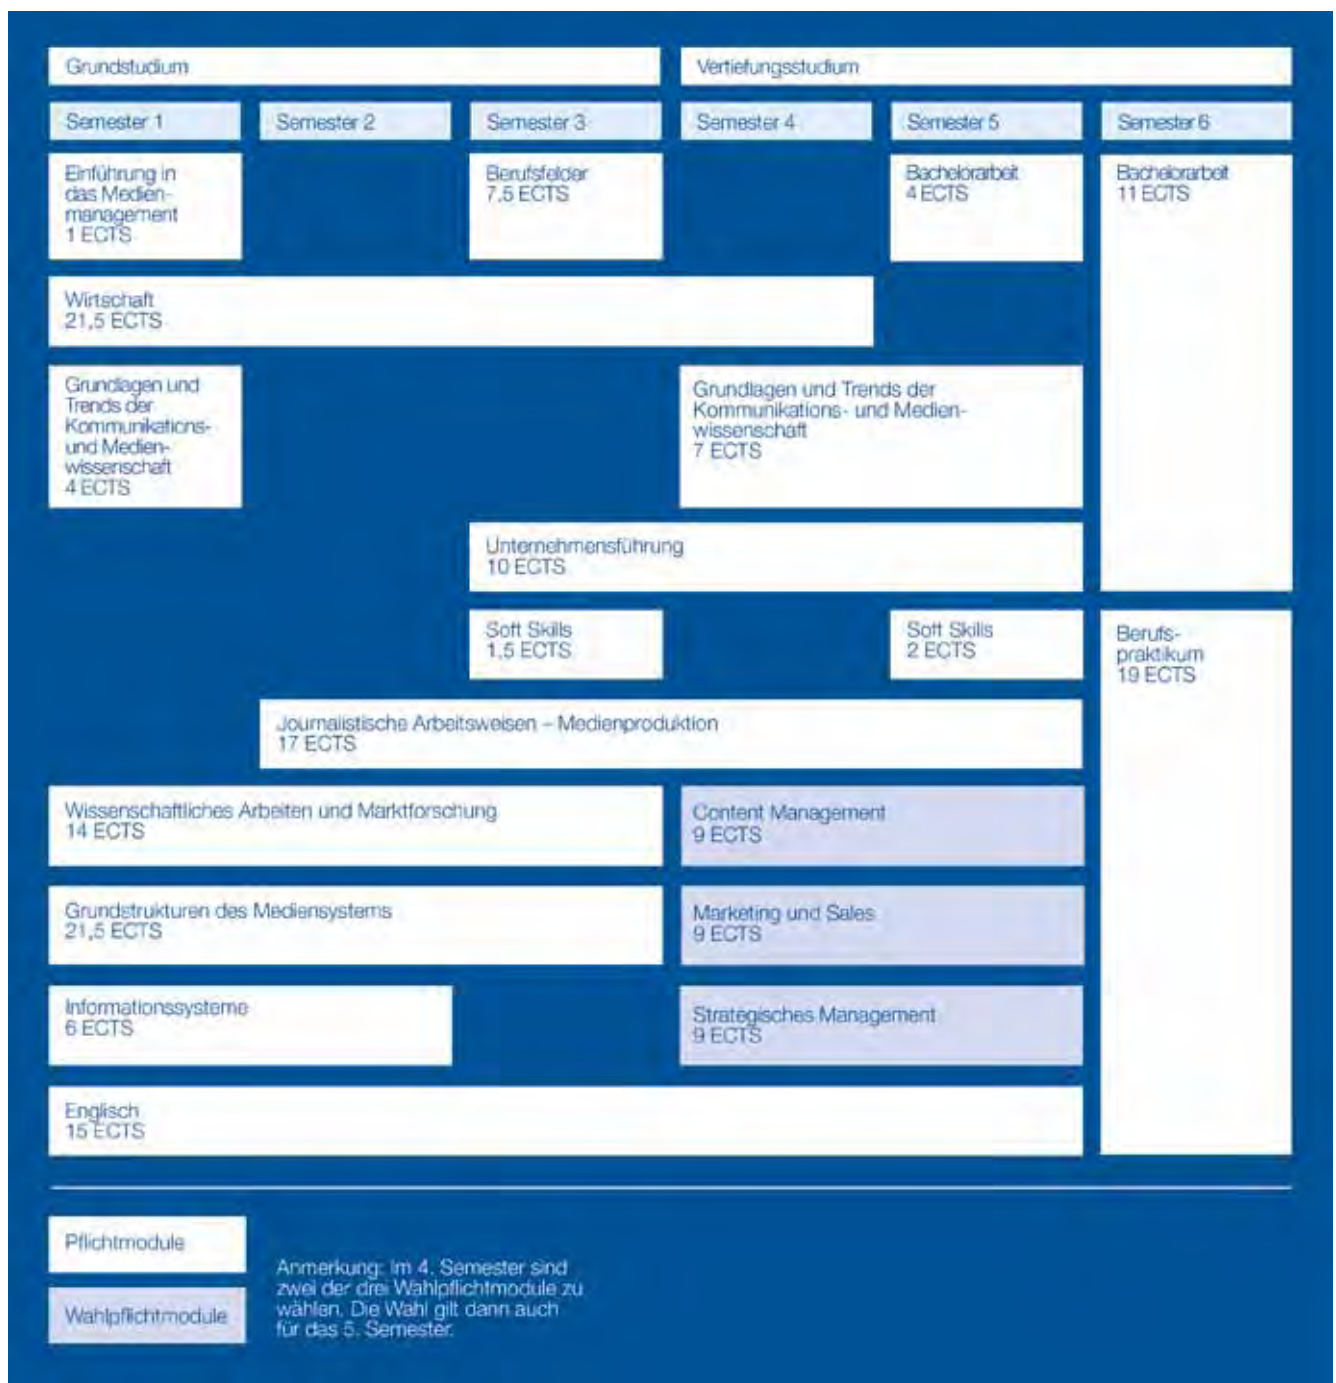 Grundstudium
Vertiefungsstudium
Semester 1
Semester 2
Semester 3
Semester 4
Semester 5
Semester 6
Einführung in
das Medien-
management
1 ECTS
Berufsfelder
7,5 ECTS
Bachelorarbeit
4 ECTS
Bachelorarbeit
11 ECTS
Wirtschaft
21,5 ECTS
Grundlagen und
Trends der
Kommunikations-
und Medien-
wissenschaft
4 ECTS
Grundlagen und Trends der
Kommunikations- und Medien-
wissenschaft
7 ECTS
Unternehmensführung
10 ECTS
Soft Skills
1,5 ECTS
Soft Skills
2 ECTS
Berufs-
praktikum
19 ECTS
Journalistische Arbeitsweisen – Medienproduktion
17 ECTS
Wissenschaftliches Arbeiten und Marktforschung
14 ECTS
Content Management
9 ECTS
Grundstrukturen des Mediensystems
21,5 ECTS
Marketing und Sales
9 ECTS
Informationssysteme
6 ECTS
Strategisches Management
9 ECTS
Englisch
15 ECTS
Pflichtmodule
Wahlpflichtmodule
Anmerkung: Im 4. Semester sind
zwei der drei Wahlpflichtmodule zu
wählen. Die Wahl gilt dann auch
für das 5. Semester.